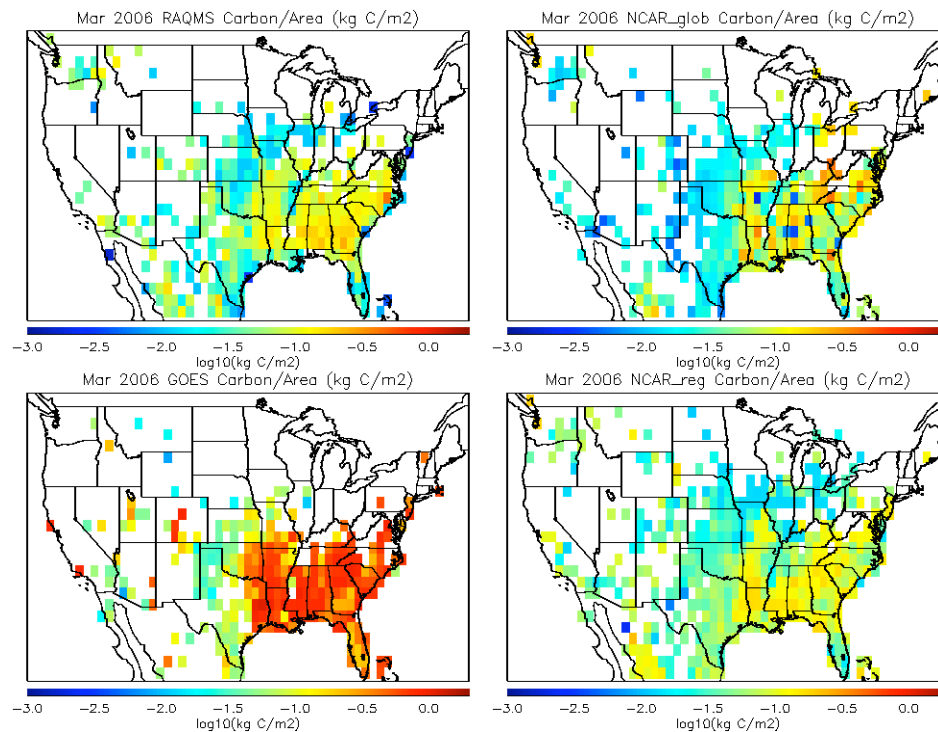 Mar 2006 RAQMS Carbon/Area (kg C/m2)
-3.0 -2.5 -2.0 -1.5 -1.0 -0.5 0.0
log10(kg C/m2)
Mar 2006 NCAR_glob Carbon/Area (kg C/m2)
-3.0 -2.5 -2.0 -1.5 -1.0 -0.5 0.0
log10(kg C/m2)
Mar 2006 GOES Carbon/Area (kg C/m2)
-3.0 -2.5 -2.0 -1.5 -1.0 -0.5 0.0
log10(kg C/m2)
Mar 2006 NCAR_reg Carbon/Area (kg C/m2)
-3.0 -2.5 -2.0 -1.5 -1.0 -0.5 0.0
log10(kg C/m2)